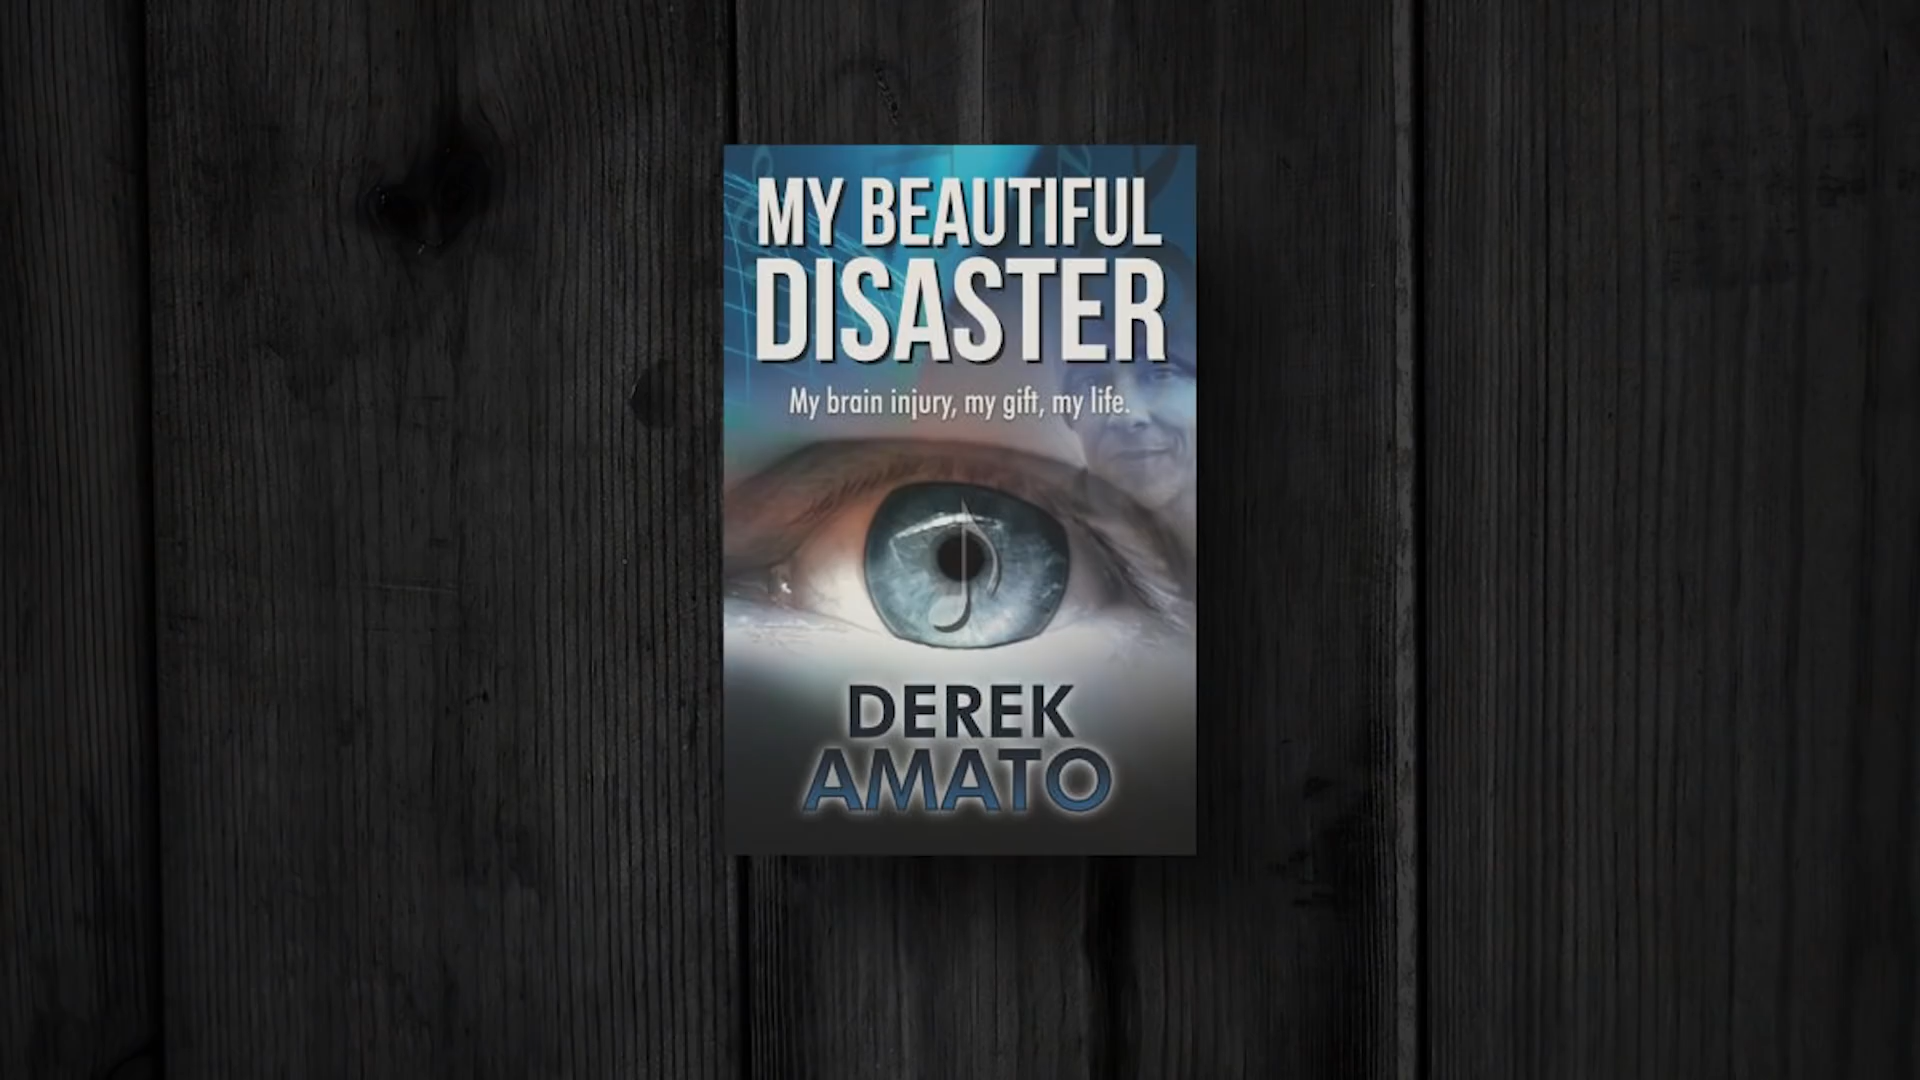 MY BEAUTIFUL
DISASTER
My brain injury, my gift, my life.
DEREK
AMATO